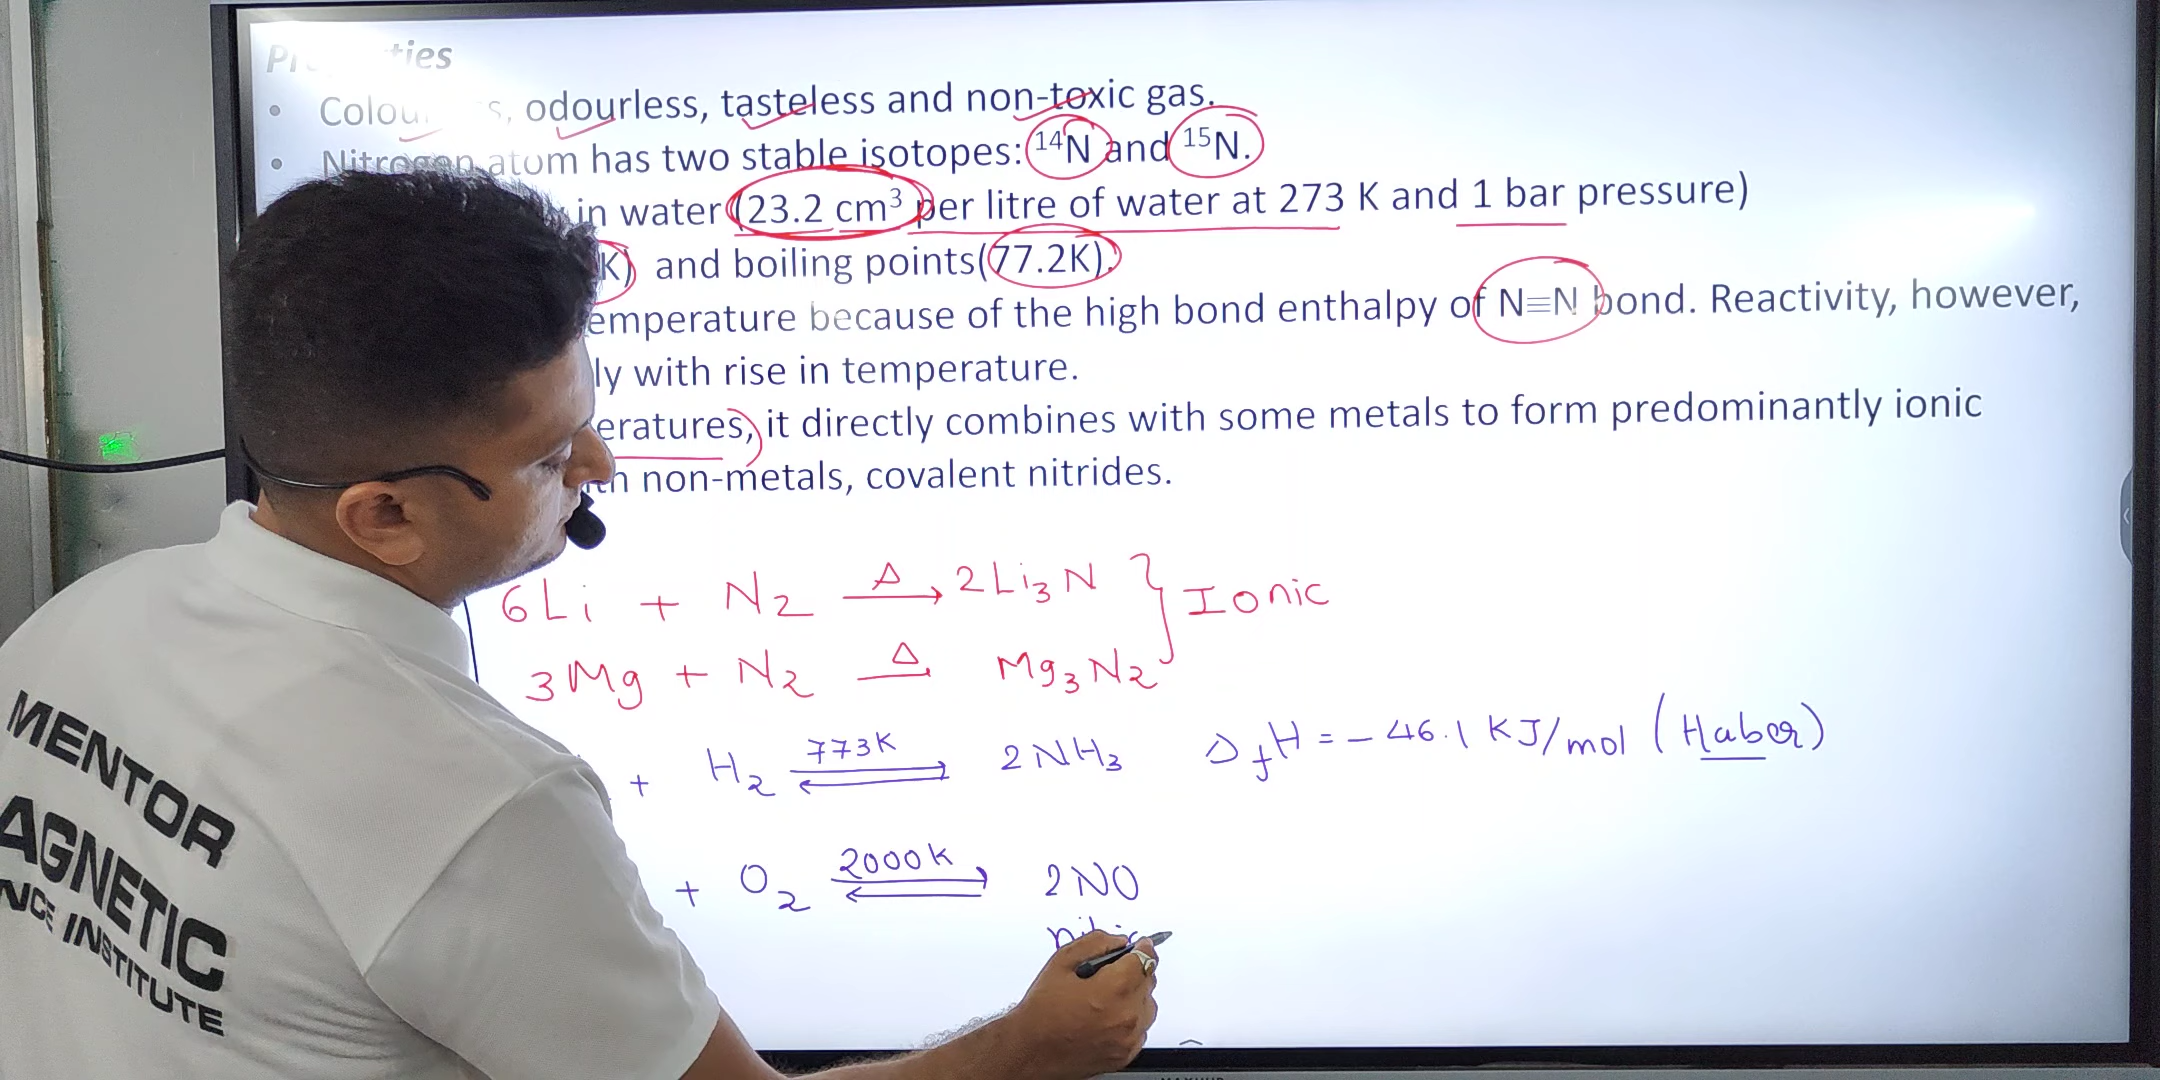 ties
• Colou s, odourless, tasteless and non-toxic gas.
• Nitrogen atom has two stable isotopes: ¹⁴N and ¹⁵N.
in water (23.2 cm³ per litre of water at 273 K and 1 bar pressure)
K) and boiling points(77.2K).
emperature because of the high bond enthalpy of N≡N bond. Reactivity, however,
ly with rise in temperature.
eratures, it directly combines with some metals to form predominantly ionic
th non-metals, covalent nitrides.
6Li + N₂ —Δ→ 2Li₃N } Ionic
3Mg + N₂ —Δ→ Mg₃N₂
+ H₂ ⇌ 773K 2NH₃ Δ_fH = -46.1 KJ/mol (Haber)
+ O₂ ⇌ 2000K 2NO
MENTOR
AGNETIC
NCE INSTITUTE